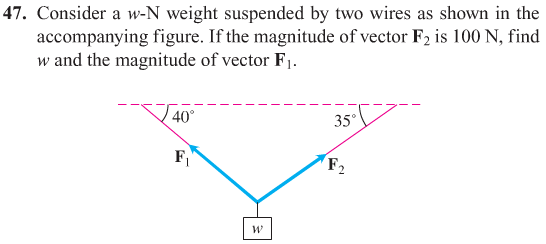 47. Consider a w-N weight suspended by two wires as shown in the
accompanying figure. If the magnitude of vector F₂ is 100 N, find
w and the magnitude of vector F₁.
40°
35°
F₁
F₂
w